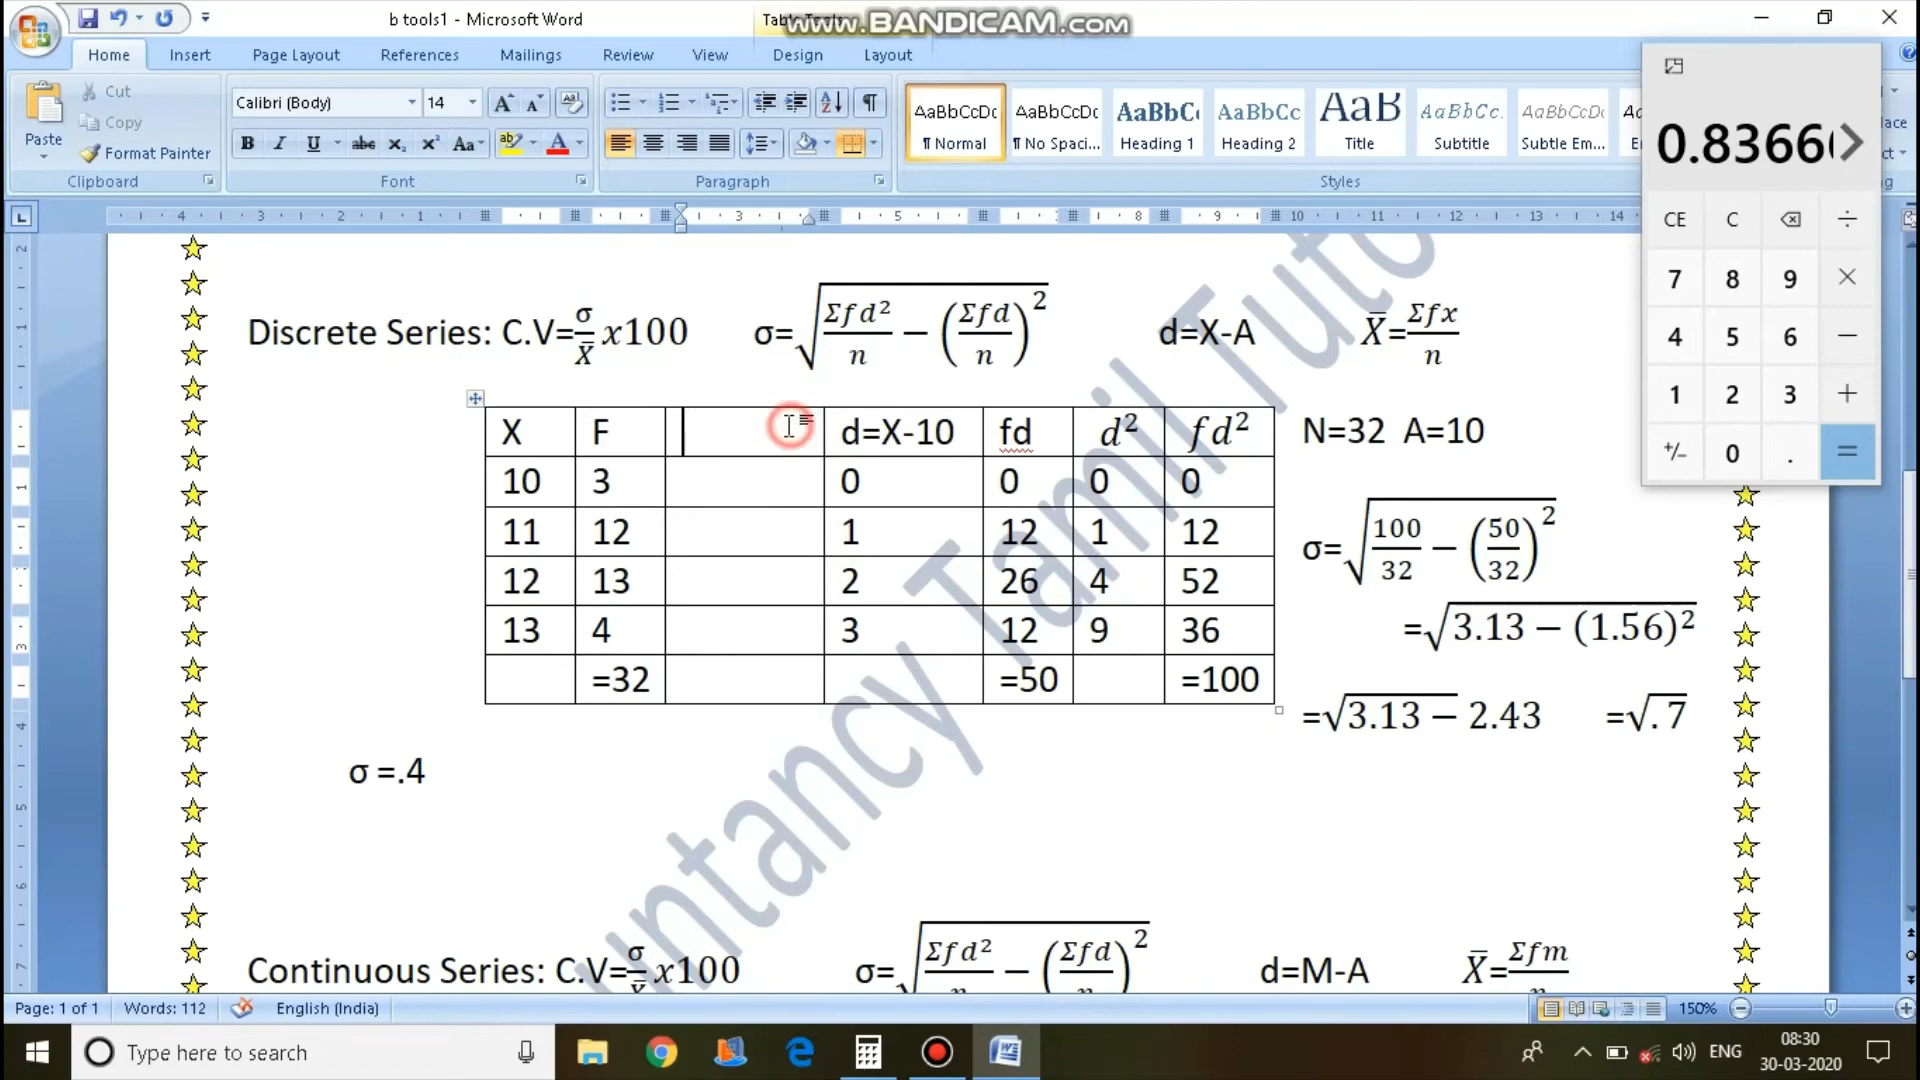 b tools1 - Microsoft Word
www.BANDICAM.com
Home Insert Page Layout References Mailings Review View Design Layout
Cut
Copy
Format Painter
Paste
Clipboard
Calibri (Body) 14
Font
Paragraph
AaBbCcDc AaBbCcDc AaBbC AaBbCc AaB AaBbCc. AaBbCcDc
¶ Normal ¶ No Spaci... Heading 1 Heading 2 Title Subtitle Subtle Em...
Styles
0.8366
CE C ÷
7 8 9 ×
4 5 6 −
1 2 3 +
+/− 0 . =
Discrete Series: C.V=σ/X̄ x100 σ=√(Σfd²/n − (Σfd/n)²) d=X-A X̄=Σfx/n
X F d=X-10 fd d² fd²
10 3 0 0 0 0
11 12 1 12 1 12
12 13 2 26 4 52
13 4 3 12 9 36
=32 =50 =100
N=32 A=10
σ=√(100/32 − (50/32)²)
=√(3.13 − (1.56)²)
=√3.13 − 2.43 =√.7
σ =.4
Continuous Series: C.V=σ/X̄ x100 σ=√(Σfd²/n − (Σfd/n)²) d=M-A X̄=Σfm/n
untancy Tamil Tuto
Page: 1 of 1 Words: 112 English (India) 150%
Type here to search
ENG
08:30
30-03-2020